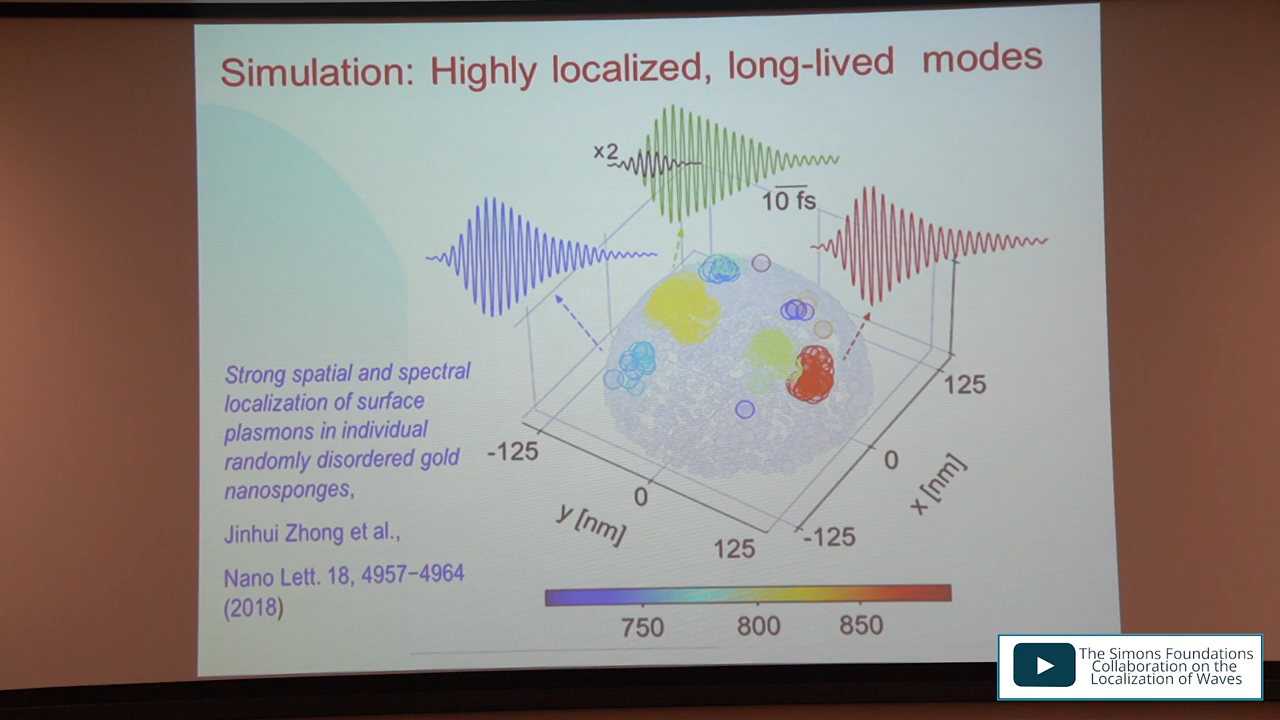 Simulation: Highly localized, long-lived modes
x2
10 fs
Strong spatial and spectral
localization of surface
plasmons in individual
randomly disordered gold
nanosponges,
Jinhui Zhong et al.,
Nano Lett. 18, 4957−4964
(2018)
-125
0
125
y [nm]
-125
0
125
x [nm]
750
800
850
The Simons Foundations
Collaboration on the
Localization of Waves